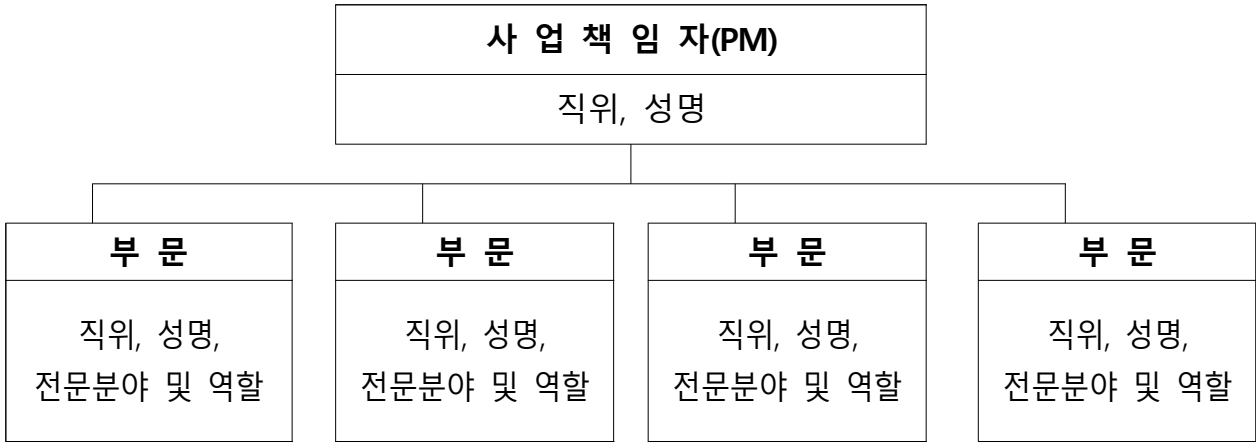 사 업 책 임 자(PM)
직위, 성명
부 문
직위, 성명,
전문분야 및 역할
부 문
직위, 성명,
전문분야 및 역할
부 문
직위, 성명,
전문분야 및 역할
부 문
직위, 성명,
전문분야 및 역할